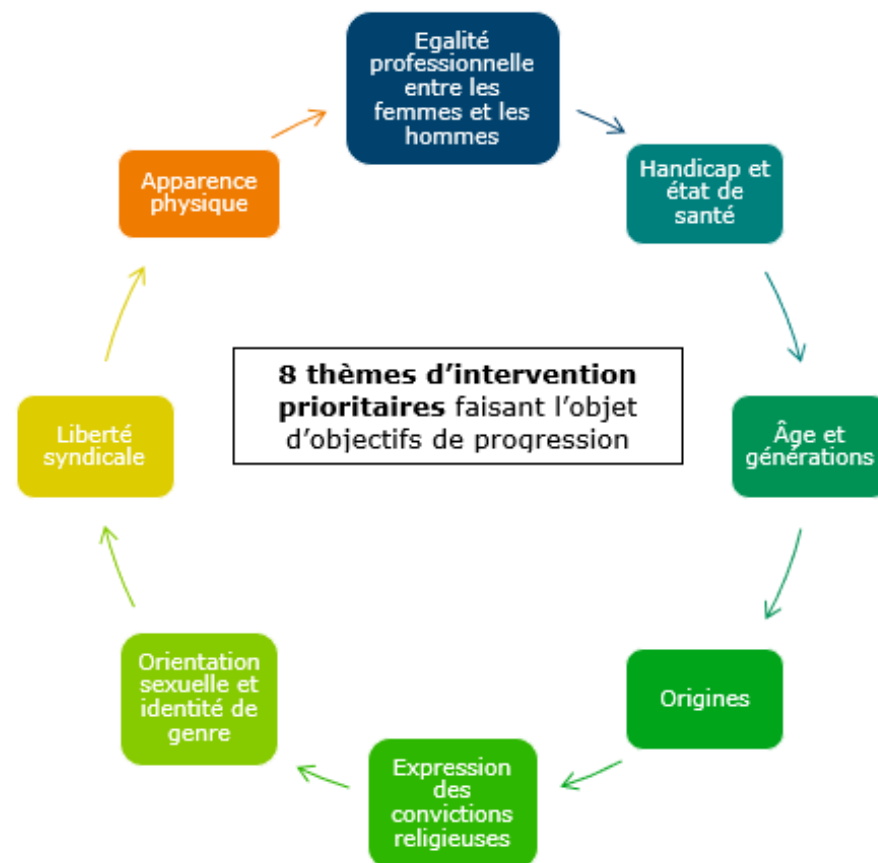 Egalité
professionnelle
entre les
femmes et les
hommes
Handicap et
état de
santé
Âge et
générations
Origines
Expression
des
convictions
religieuses
Orientation
sexuelle et
identité de
genre
Liberté
syndicale
Apparence
physique
8 thèmes d’intervention
prioritaires faisant l’objet
d’objectifs de progression